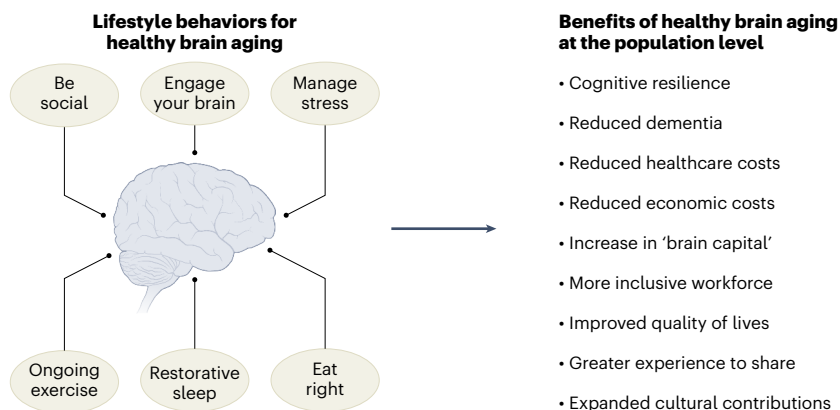 Lifestyle behaviors for
healthy brain aging
Be
social
Engage
your brain
Manage
stress
Ongoing
exercise
Restorative
sleep
Eat
right
Benefits of healthy brain aging
at the population level
• Cognitive resilience
• Reduced dementia
• Reduced healthcare costs
• Reduced economic costs
• Increase in ‘brain capital’
• More inclusive workforce
• Improved quality of lives
• Greater experience to share
• Expanded cultural contributions